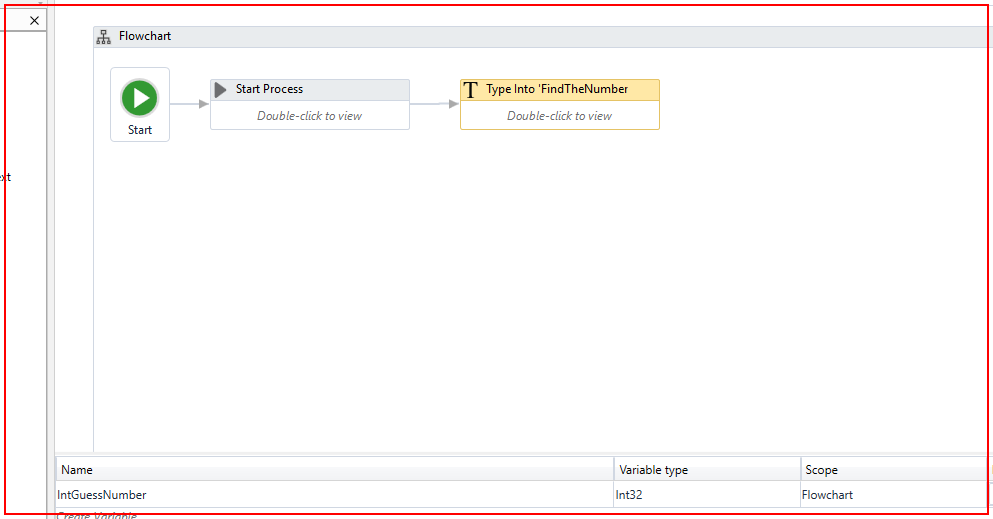 Flowchart
Start
Start Process
Double-click to view
T Type Into 'FindTheNumber
Double-click to view
ext
Name Variable type Scope
IntGuessNumber Int32 Flowchart
Create Variable